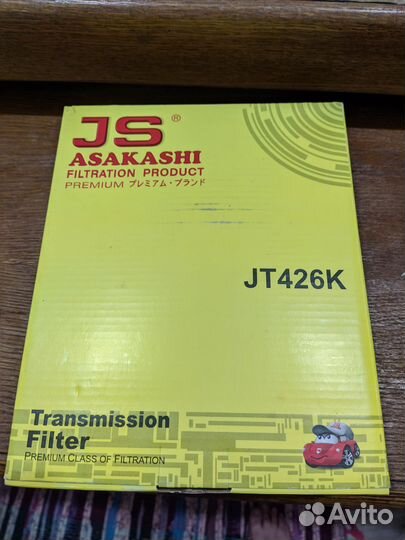 JS®
ASAKASHI
FILTRATION PRODUCT
PREMIUM プレミアム・ブランド
JT426K
Transmission
Filter
PREMIUM CLASS OF FILTRATION
Avito